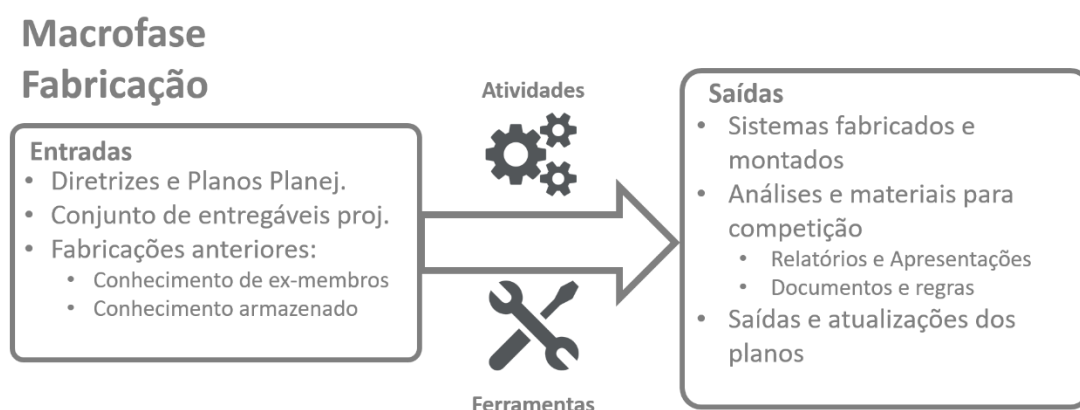 Macrofase
Fabricação
Entradas
• Diretrizes e Planos Planej.
• Conjunto de entregáveis proj.
• Fabricações anteriores:
• Conhecimento de ex-membros
• Conhecimento armazenado
Atividades
Ferramentas
Saídas
• Sistemas fabricados e
montados
• Análises e materiais para
competição
• Relatórios e Apresentações
• Documentos e regras
• Saídas e atualizações dos
planos